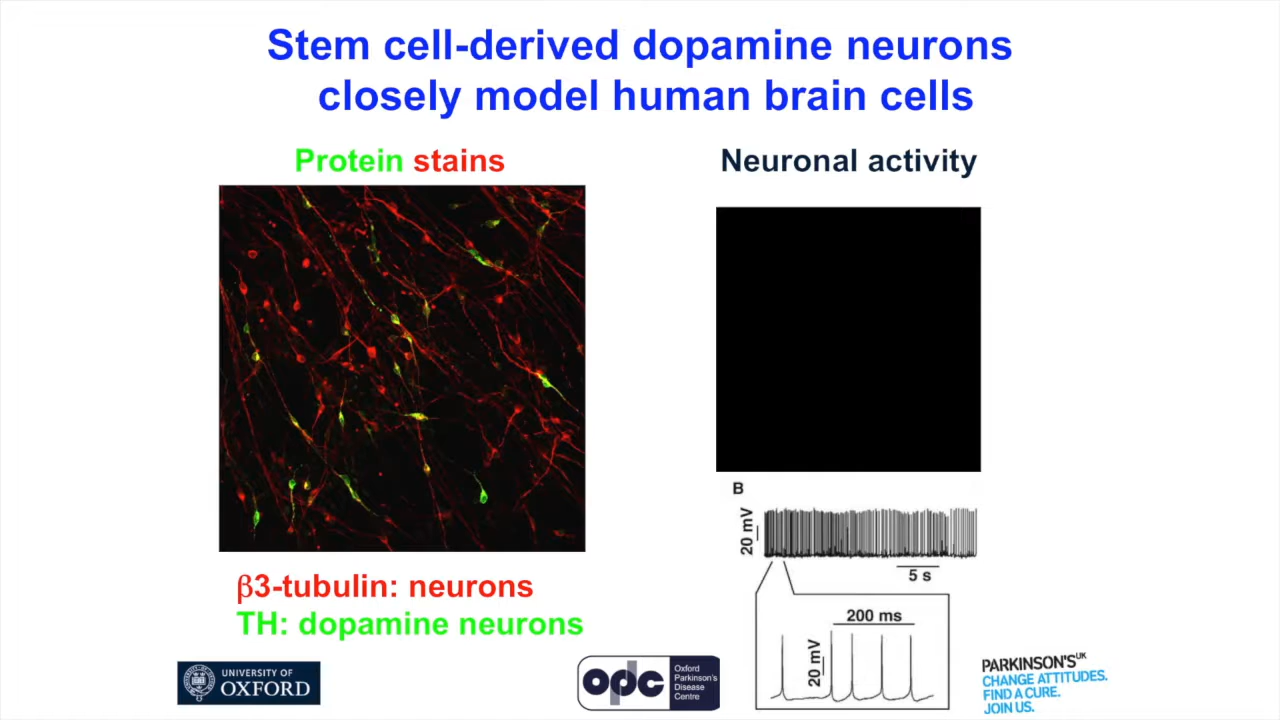 Stem cell-derived dopamine neurons
closely model human brain cells
Protein stains
Neuronal activity
β3-tubulin: neurons
TH: dopamine neurons
B
20 mV
5 s
200 ms
20 mV
UNIVERSITY OF
OXFORD
opdc
Oxford
Parkinson's
Disease
Centre
PARKINSON'S UK
CHANGE ATTITUDES.
FIND A CURE.
JOIN US.